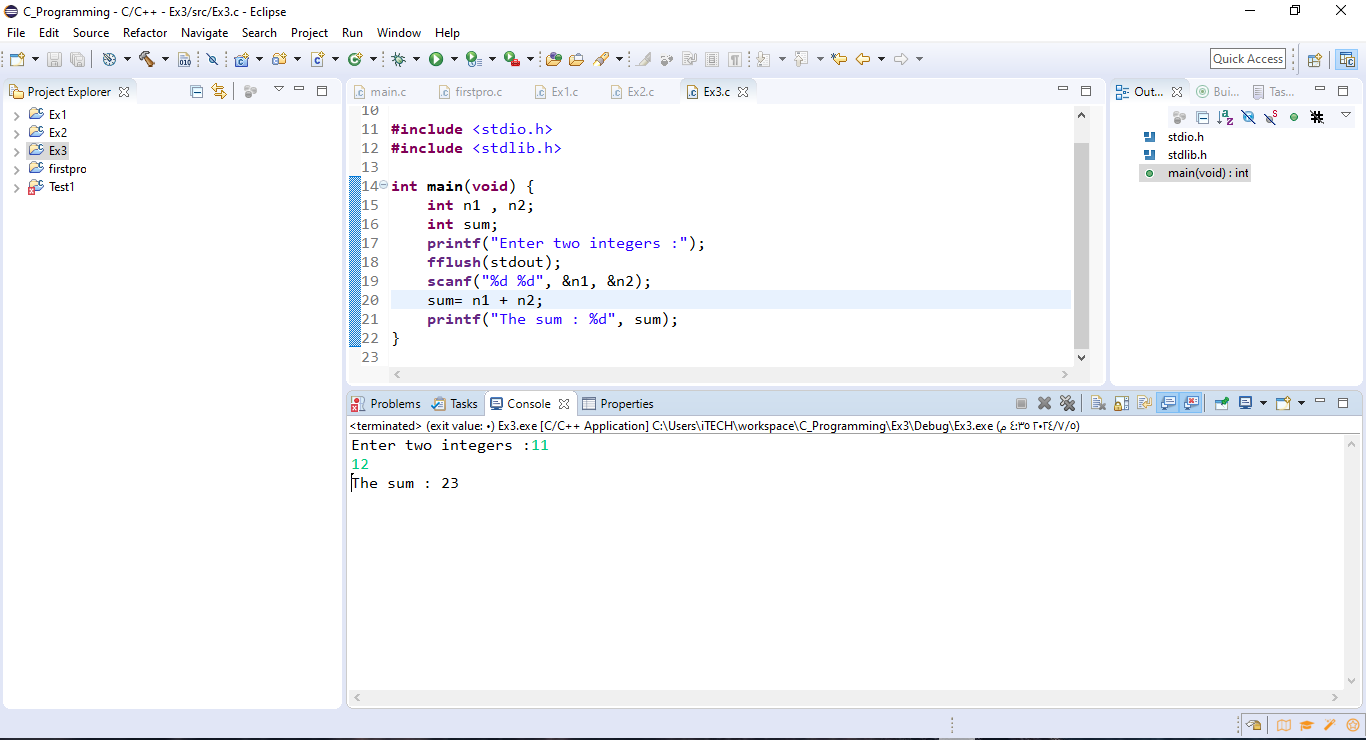 C_Programming - C/C++ - Ex3/src/Ex3.c - Eclipse
File Edit Source Refactor Navigate Search Project Run Window Help
Quick Access
Project Explorer
Ex1
Ex2
Ex3
firstpro
Test1
main.c firstpro.c Ex1.c Ex2.c Ex3.c
10
11 #include <stdio.h>
12 #include <stdlib.h>
13
14 int main(void) {
15 int n1 , n2;
16 int sum;
17 printf("Enter two integers :");
18 fflush(stdout);
19 scanf("%d %d", &n1, &n2);
20 sum= n1 + n2;
21 printf("The sum : %d", sum);
22 }
23
Out... Bui... Tas...
stdio.h
stdlib.h
main(void) : int
Problems Tasks Console Properties
<terminated> (exit value: ٠) Ex3.exe [C/C++ Application] C:\Users\iTECH\workspace\C_Programming\Ex3\Debug\Ex3.exe (٢٠٢٤/٧/٥ ٤:٣٥ م)
Enter two integers :11
12
The sum : 23